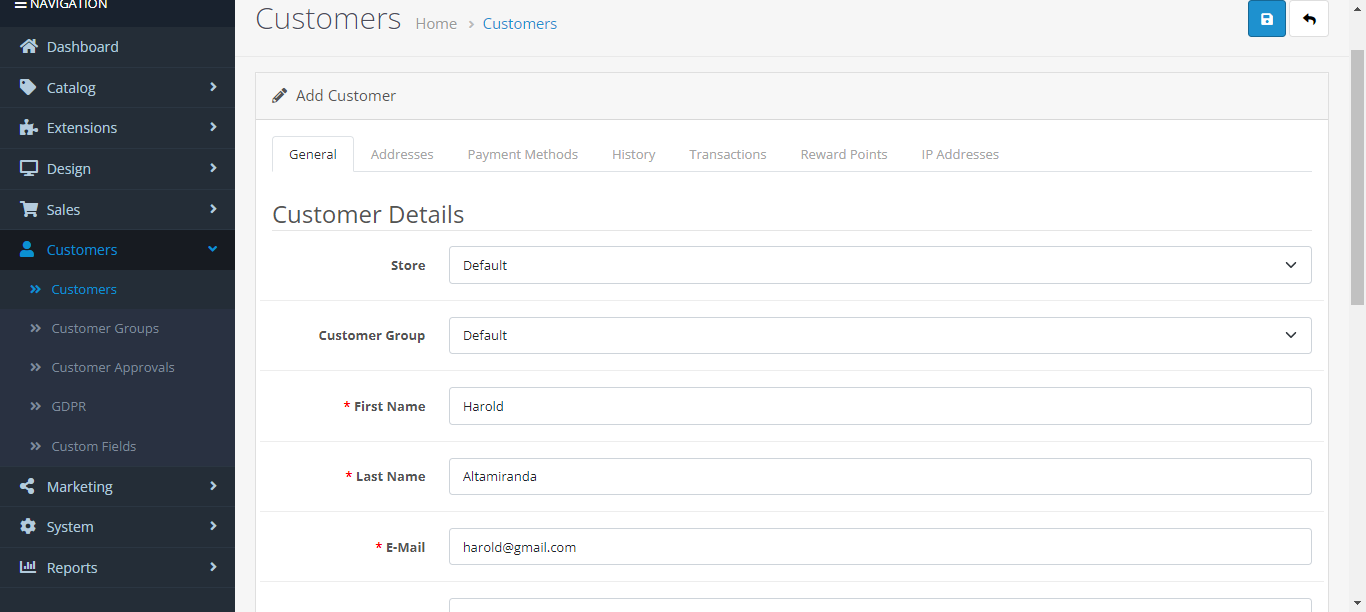 NAVIGATION
Dashboard
Catalog
Extensions
Design
Sales
Customers
Customers
Customer Groups
Customer Approvals
GDPR
Custom Fields
Marketing
System
Reports
Customers Home › Customers
Add Customer
General Addresses Payment Methods History Transactions Reward Points IP Addresses
Customer Details
Store Default
Customer Group Default
* First Name Harold
* Last Name Altamiranda
* E-Mail harold@gmail.com